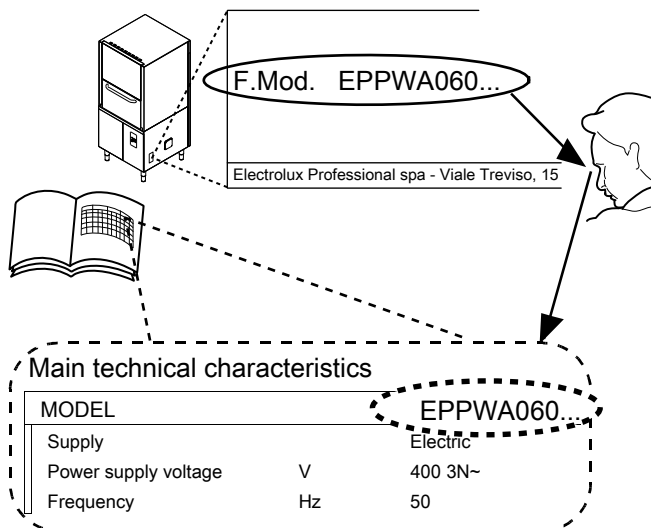 F.Mod. EPPWA060...
Electrolux Professional spa - Viale Treviso, 15
Main technical characteristics
MODEL EPPWA060...
Supply Electric
Power supply voltage V 400 3N~
Frequency Hz 50